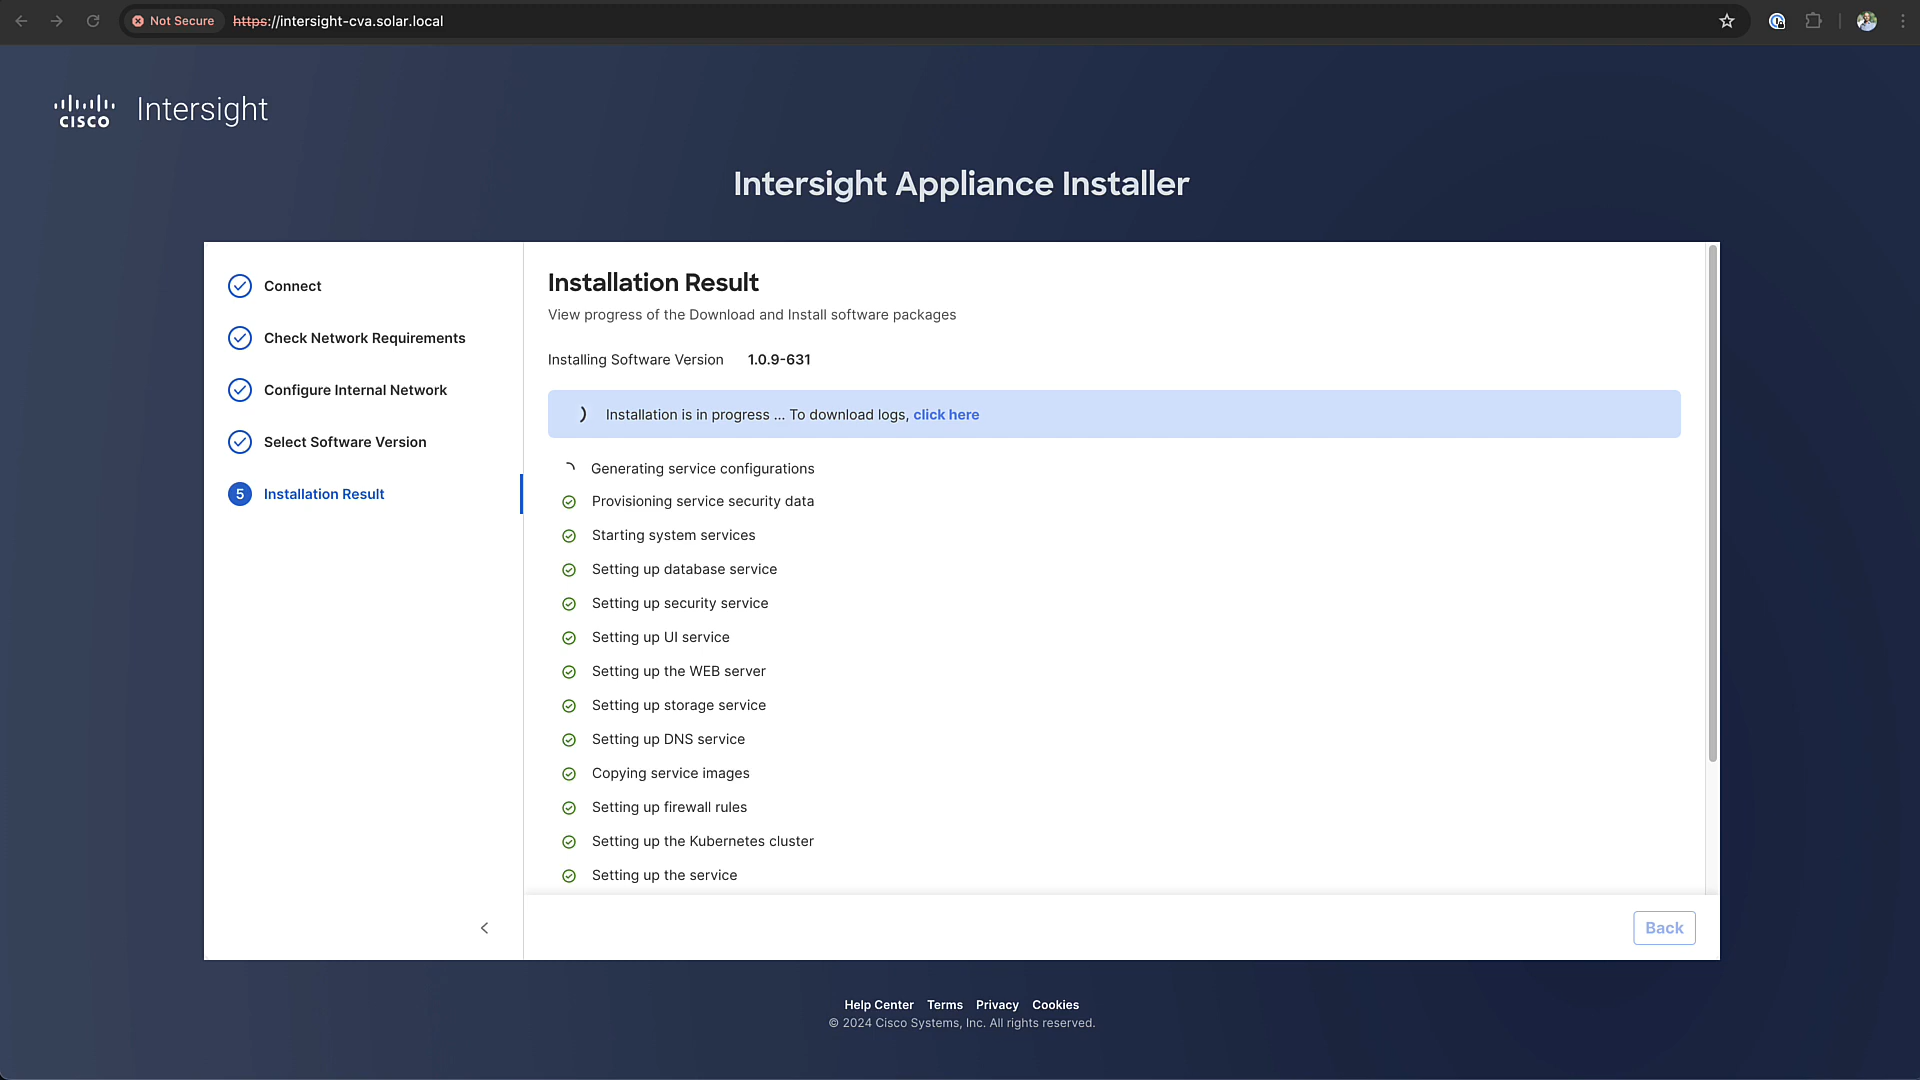 Not Secure https://intersight-cva.solar.local
CISCO Intersight
Intersight Appliance Installer
Connect
Check Network Requirements
Configure Internal Network
Select Software Version
5 Installation Result
Installation Result
View progress of the Download and Install software packages
Installing Software Version 1.0.9-631
Installation is in progress ... To download logs, click here
Generating service configurations
Provisioning service security data
Starting system services
Setting up database service
Setting up security service
Setting up UI service
Setting up the WEB server
Setting up storage service
Setting up DNS service
Copying service images
Setting up firewall rules
Setting up the Kubernetes cluster
Setting up the service
Back
Help Center Terms Privacy Cookies
© 2024 Cisco Systems, Inc. All rights reserved.